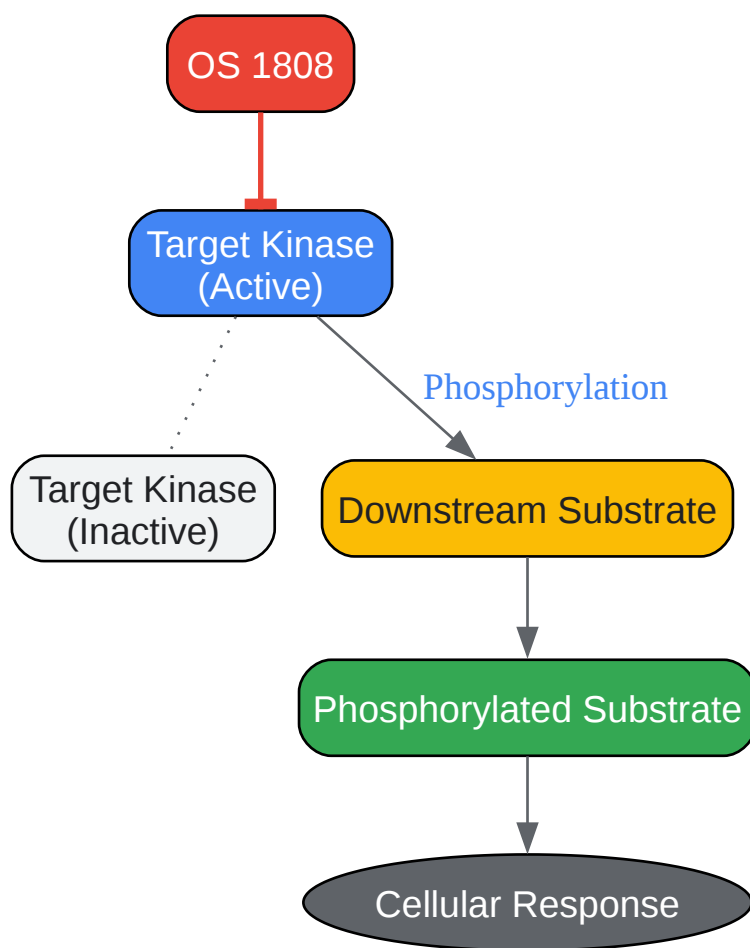 OS 1808
Target Kinase
(Active)
Phosphorylation
Target Kinase
(Inactive)
Downstream Substrate
Phosphorylated Substrate
Cellular Response